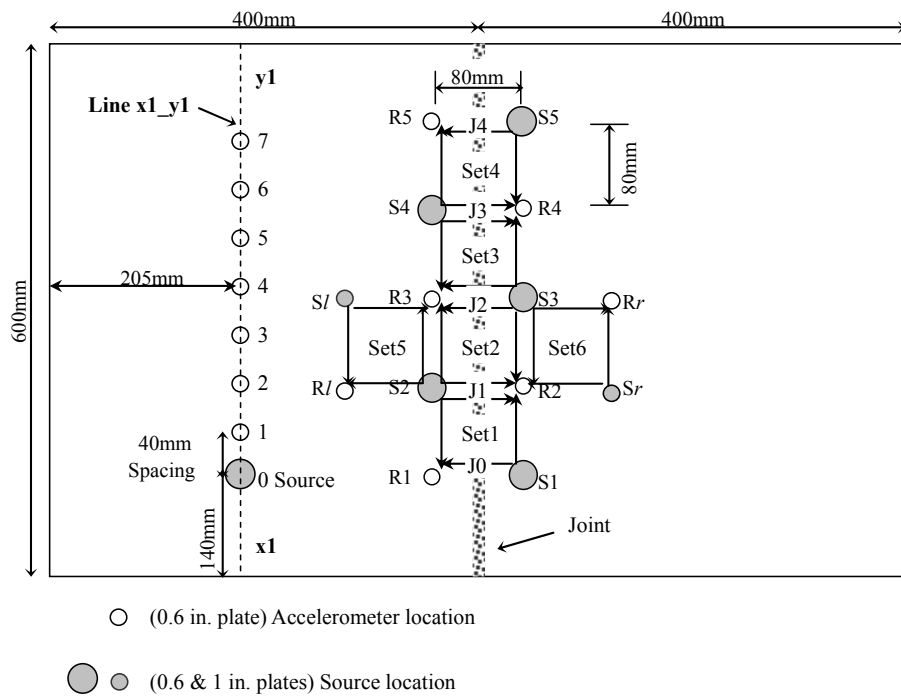 400mm
400mm
y1
80mm
Line x1_y1
R5
J4
S5
7
Set4
80mm
6
S4
J3
R4
5
Set3
205mm
4
600mm
Sl
R3
J2
S3
Rr
3
Set5
Set2
Set6
2
Rl
S2
J1
R2
Sr
1
Set1
40mm
Spacing
J0
0 Source
R1
S1
140mm
Joint
x1
(0.6 in. plate) Accelerometer location
(0.6 & 1 in. plates) Source location